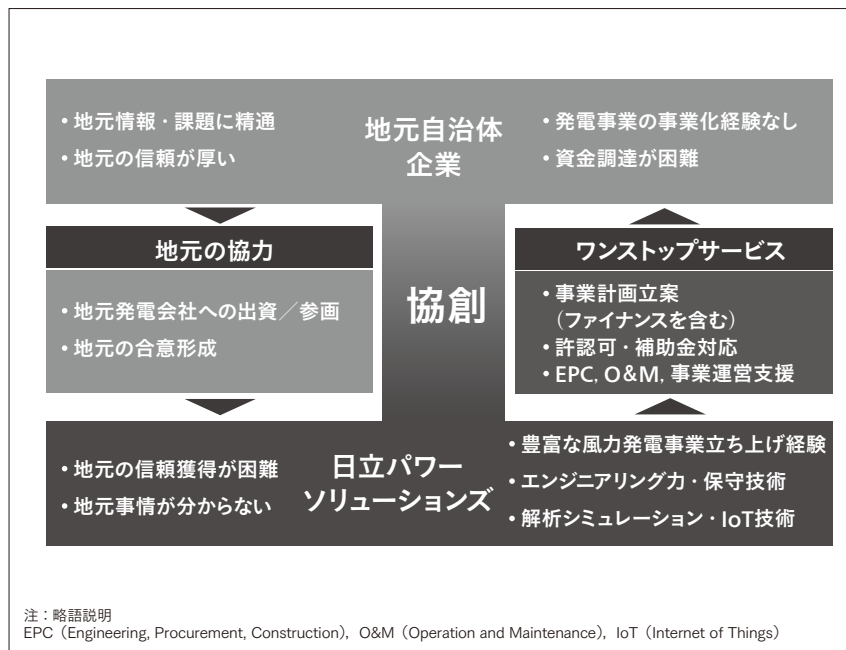 • 地元情報・課題に精通
• 地元の信頼が厚い
地元自治体
企業
• 発電事業の事業化経験なし
• 資金調達が困難
地元の協力
• 地元発電会社への出資／参画
• 地元の合意形成
協創
ワンストップサービス
• 事業計画立案
（ファイナンスを含む）
• 許認可・補助金対応
• EPC, O&M, 事業運営支援
• 地元の信頼獲得が困難
• 地元事情が分からない
日立パワー
ソリューションズ
• 豊富な風力発電事業立ち上げ経験
• エンジニアリング力・保守技術
• 解析シミュレーション・IoT技術
注：略語説明
EPC（Engineering, Procurement, Construction）, O&M（Operation and Maintenance）, IoT（Internet of Things）